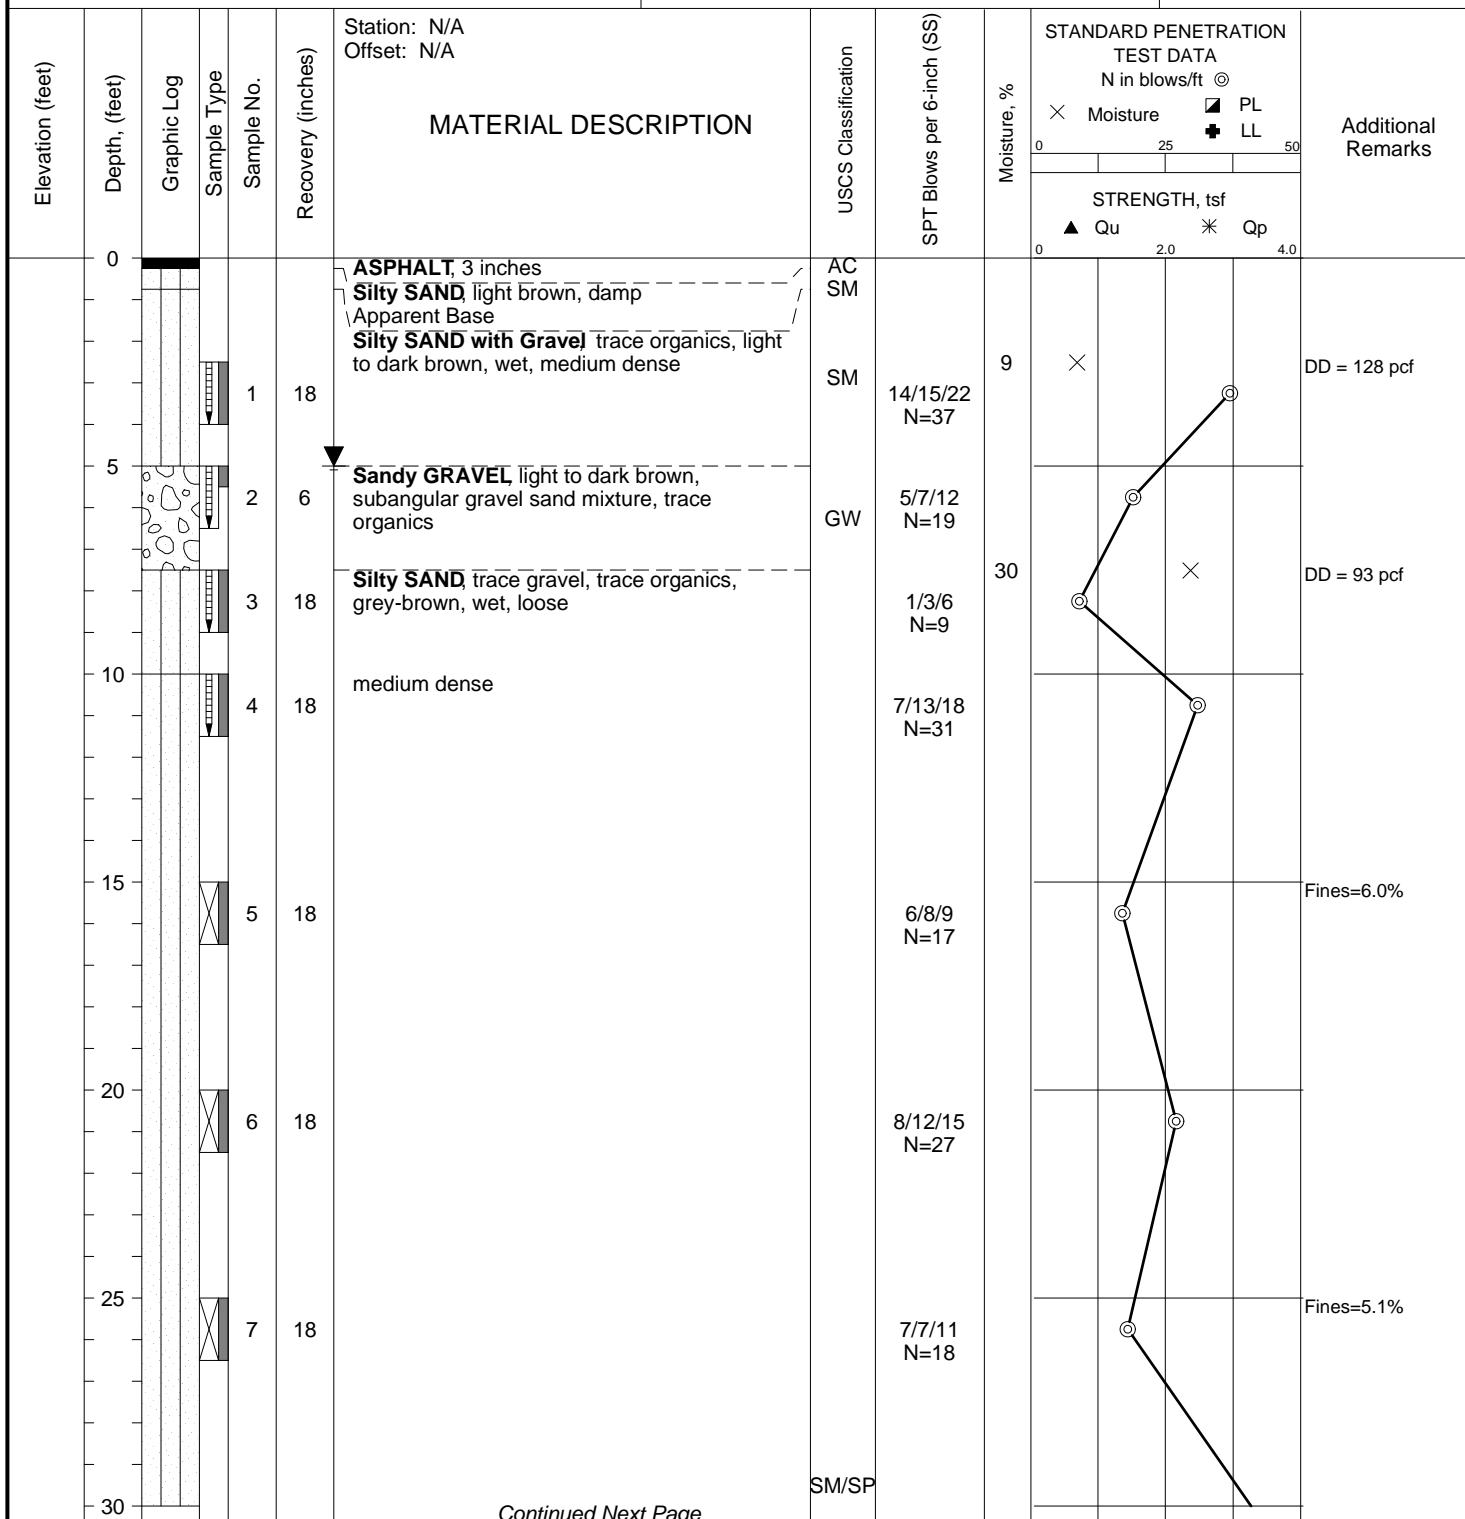 Elevation (feet)
Depth, (feet)
Graphic Log
Sample Type
Sample No.
Recovery (inches)
Station: N/A
Offset: N/A
MATERIAL DESCRIPTION
USCS Classification
SPT Blows per 6-inch (SS)
Moisture, %
STANDARD PENETRATION
TEST DATA
N in blows/ft
Moisture
PL
LL
0 25 50
STRENGTH, tsf
Qu Qp
0 2.0 4.0
Additional
Remarks
0
ASPHALT, 3 inches
AC
Silty SAND, light brown, damp
SM
Apparent Base
Silty SAND with Gravel, trace organics, light
to dark brown, wet, medium dense
9
DD = 128 pcf
SM
1 18
14/15/22
N=37
5
Sandy GRAVEL, light to dark brown,
subangular gravel sand mixture, trace
organics
2 6
5/7/12
N=19
GW
30
DD = 93 pcf
Silty SAND, trace gravel, trace organics,
grey-brown, wet, loose
3 18
1/3/6
N=9
10
medium dense
4 18
7/13/18
N=31
15
Fines=6.0%
5 18
6/8/9
N=17
20
6 18
8/12/15
N=27
25
Fines=5.1%
7 18
7/7/11
N=18
SM/SP
30
Continued Next Page